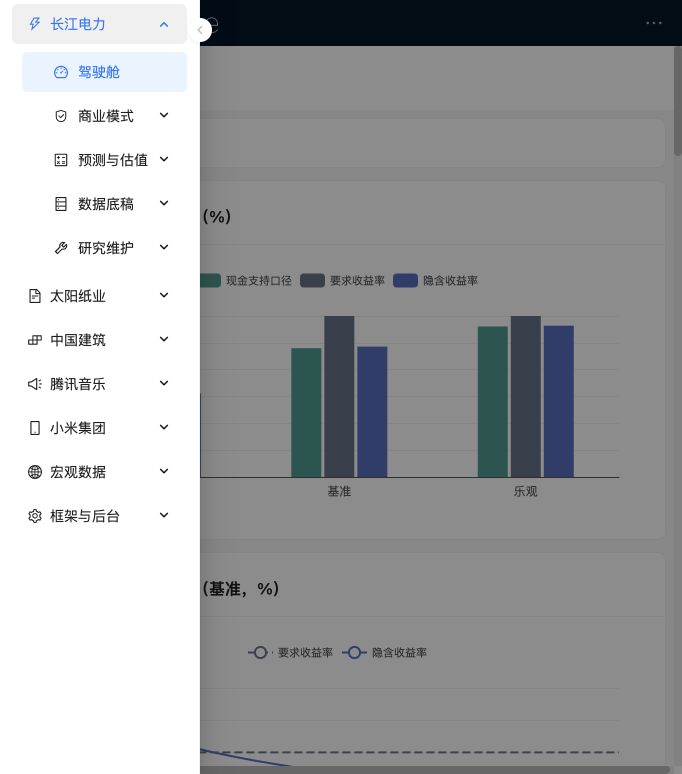 长江电力
e
...
驾驶舱
商业模式
预测与估值
数据底稿
研究维护
太阳纸业
中国建筑
腾讯音乐
小米集团
宏观数据
框架与后台
(%)
现金支持口径 要求收益率 隐含收益率
基准 乐观
(基准，%)
要求收益率 隐含收益率